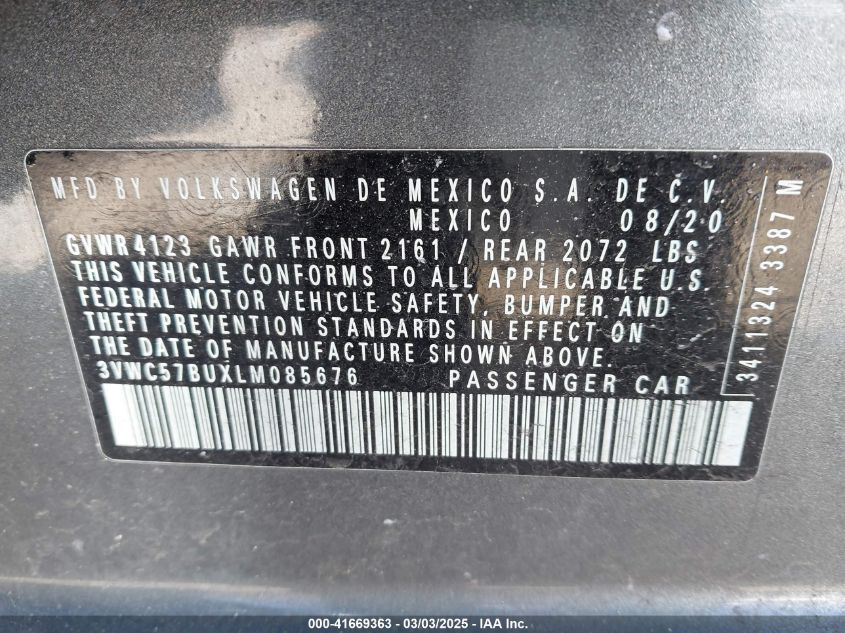 MFD BY VOLKSWAGEN DE MEXICO S.A. DE C.V.
MEXICO 08/20
GVWR 4123 GAWR FRONT 2161 / REAR 2072 LBS
THIS VEHICLE CONFORMS TO ALL APPLICABLE U.S.
FEDERAL MOTOR VEHICLE SAFETY, BUMPER AND
THEFT PREVENTION STANDARDS IN EFFECT ON
THE DATE OF MANUFACTURE SHOWN ABOVE.
3VWC57BUXLM085676 PASSENGER CAR
3411324 3387 M
000-41669363 - 03/03/2025 - IAAI.com.